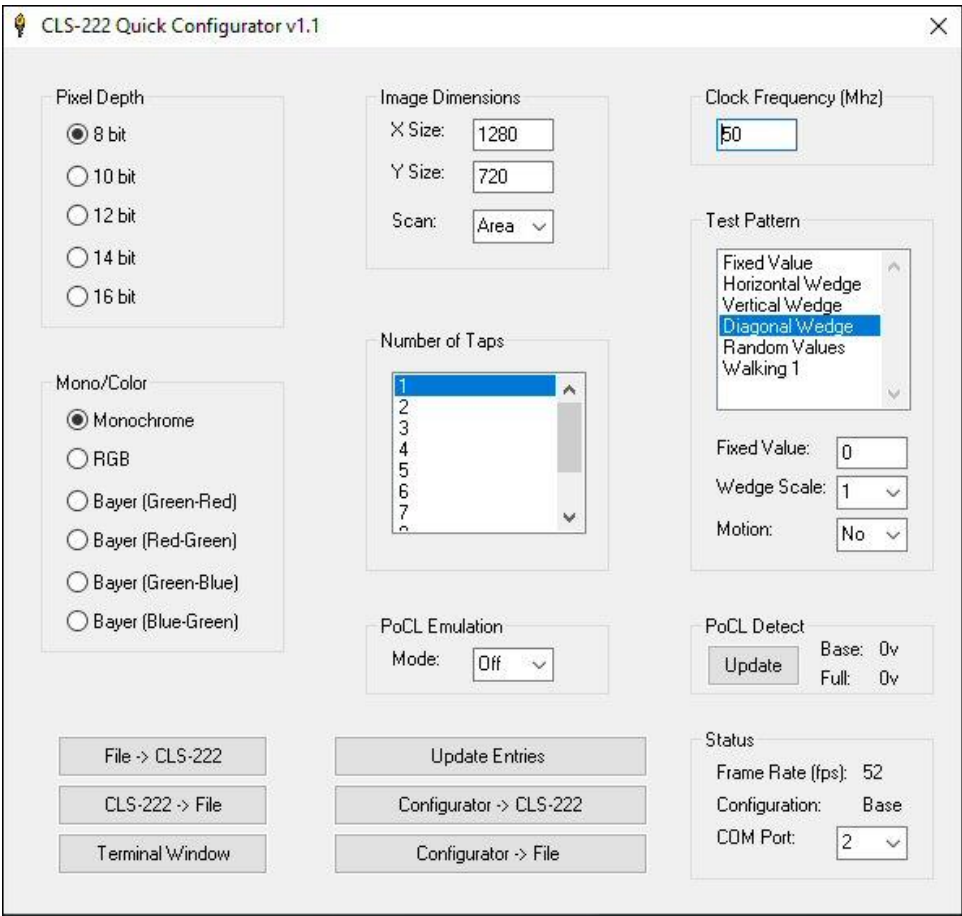 CLS-222 Quick Configurator v1.1
Pixel Depth
8 bit
10 bit
12 bit
14 bit
16 bit
Mono/Color
Monochrome
RGB
Bayer (Green-Red)
Bayer (Red-Green)
Bayer (Green-Blue)
Bayer (Blue-Green)
Image Dimensions
X Size: 1280
Y Size: 720
Scan: Area
Number of Taps
1
2
3
4
5
6
7
PoCL Emulation
Mode: Off
Clock Frequency (Mhz)
50
Test Pattern
Fixed Value
Horizontal Wedge
Vertical Wedge
Diagonal Wedge
Random Values
Walking 1
Fixed Value: 0
Wedge Scale: 1
Motion: No
PoCL Detect
Update
Base: 0v
Full: 0v
File -> CLS-222
CLS-222 -> File
Terminal Window
Update Entries
Configurator -> CLS-222
Configurator -> File
Status
Frame Rate (fps): 52
Configuration: Base
COM Port: 2